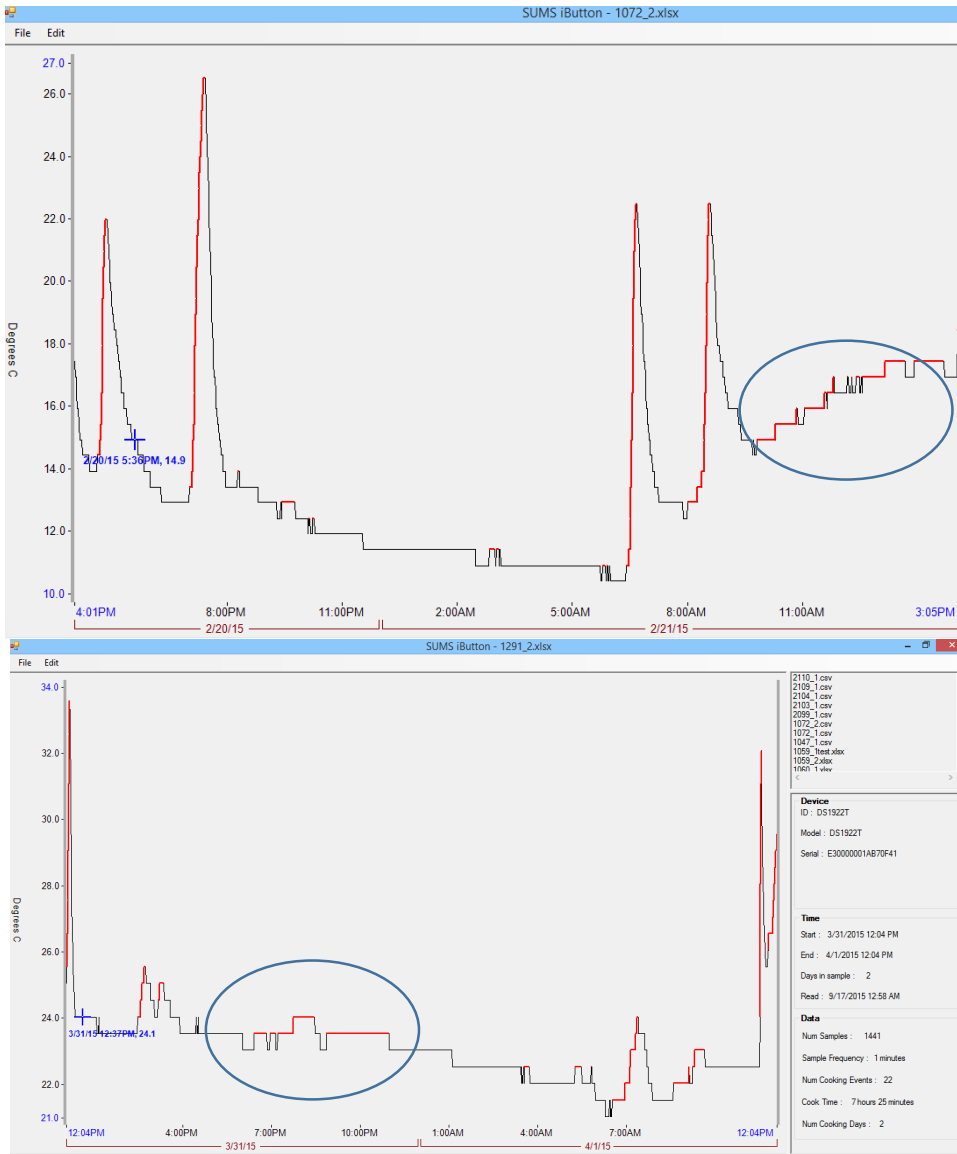 SUMS iButton - 1072_2.xlsx
File Edit
27.0
26.0
24.0
22.0
20.0
18.0
16.0
14.0
12.0
10.0
Degrees C
2/20/15 5:36PM, 14.9
4:01PM 8:00PM 11:00PM 2:00AM 5:00AM 8:00AM 11:00AM 3:05PM
2/20/15 2/21/15
SUMS iButton - 1291_2.xlsx
File Edit
34.0
32.0
30.0
28.0
26.0
24.0
22.0
21.0
Degrees C
3/31/15 12:37PM, 24.1
12:04PM 4:00PM 7:00PM 10:00PM 1:00AM 4:00AM 7:00AM 12:04PM
3/31/15 4/1/15
2110_1.csv
2109_1.csv
2104_1.csv
2103_1.csv
2099_1.csv
1072_2.csv
1072_1.csv
1047_1.csv
1059_1test.xlsx
1059_2.xlsx
1060_1.xlsx
Device
ID : DS1922T
Model : DS1922T
Serial : E30000001AB70F41
Time
Start : 3/31/2015 12:04 PM
End : 4/1/2015 12:04 PM
Days in sample : 2
Read : 9/17/2015 12:58 AM
Data
Num Samples : 1441
Sample Frequency : 1 minutes
Num Cooking Events : 22
Cook Time : 7 hours 25 minutes
Num Cooking Days : 2